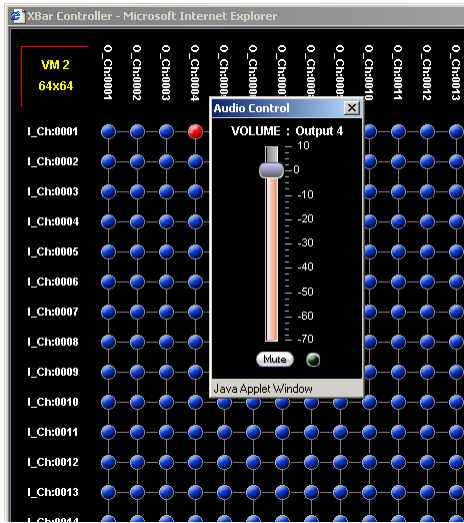 XBar Controller - Microsoft Internet Explorer
VM 2
64x64
O_Ch:0001
O_Ch:0002
O_Ch:0003
O_Ch:0004
O_Ch:0010
O_Ch:0011
O_Ch:0012
O_Ch:0013
Audio Control
VOLUME : Output 4
10
0
-10
-20
-30
-40
-50
-60
-70
Mute
Java Applet Window
I_Ch:0001
I_Ch:0002
I_Ch:0003
I_Ch:0004
I_Ch:0005
I_Ch:0006
I_Ch:0007
I_Ch:0008
I_Ch:0009
I_Ch:0010
I_Ch:0011
I_Ch:0012
I_Ch:0013
I_Ch:0014